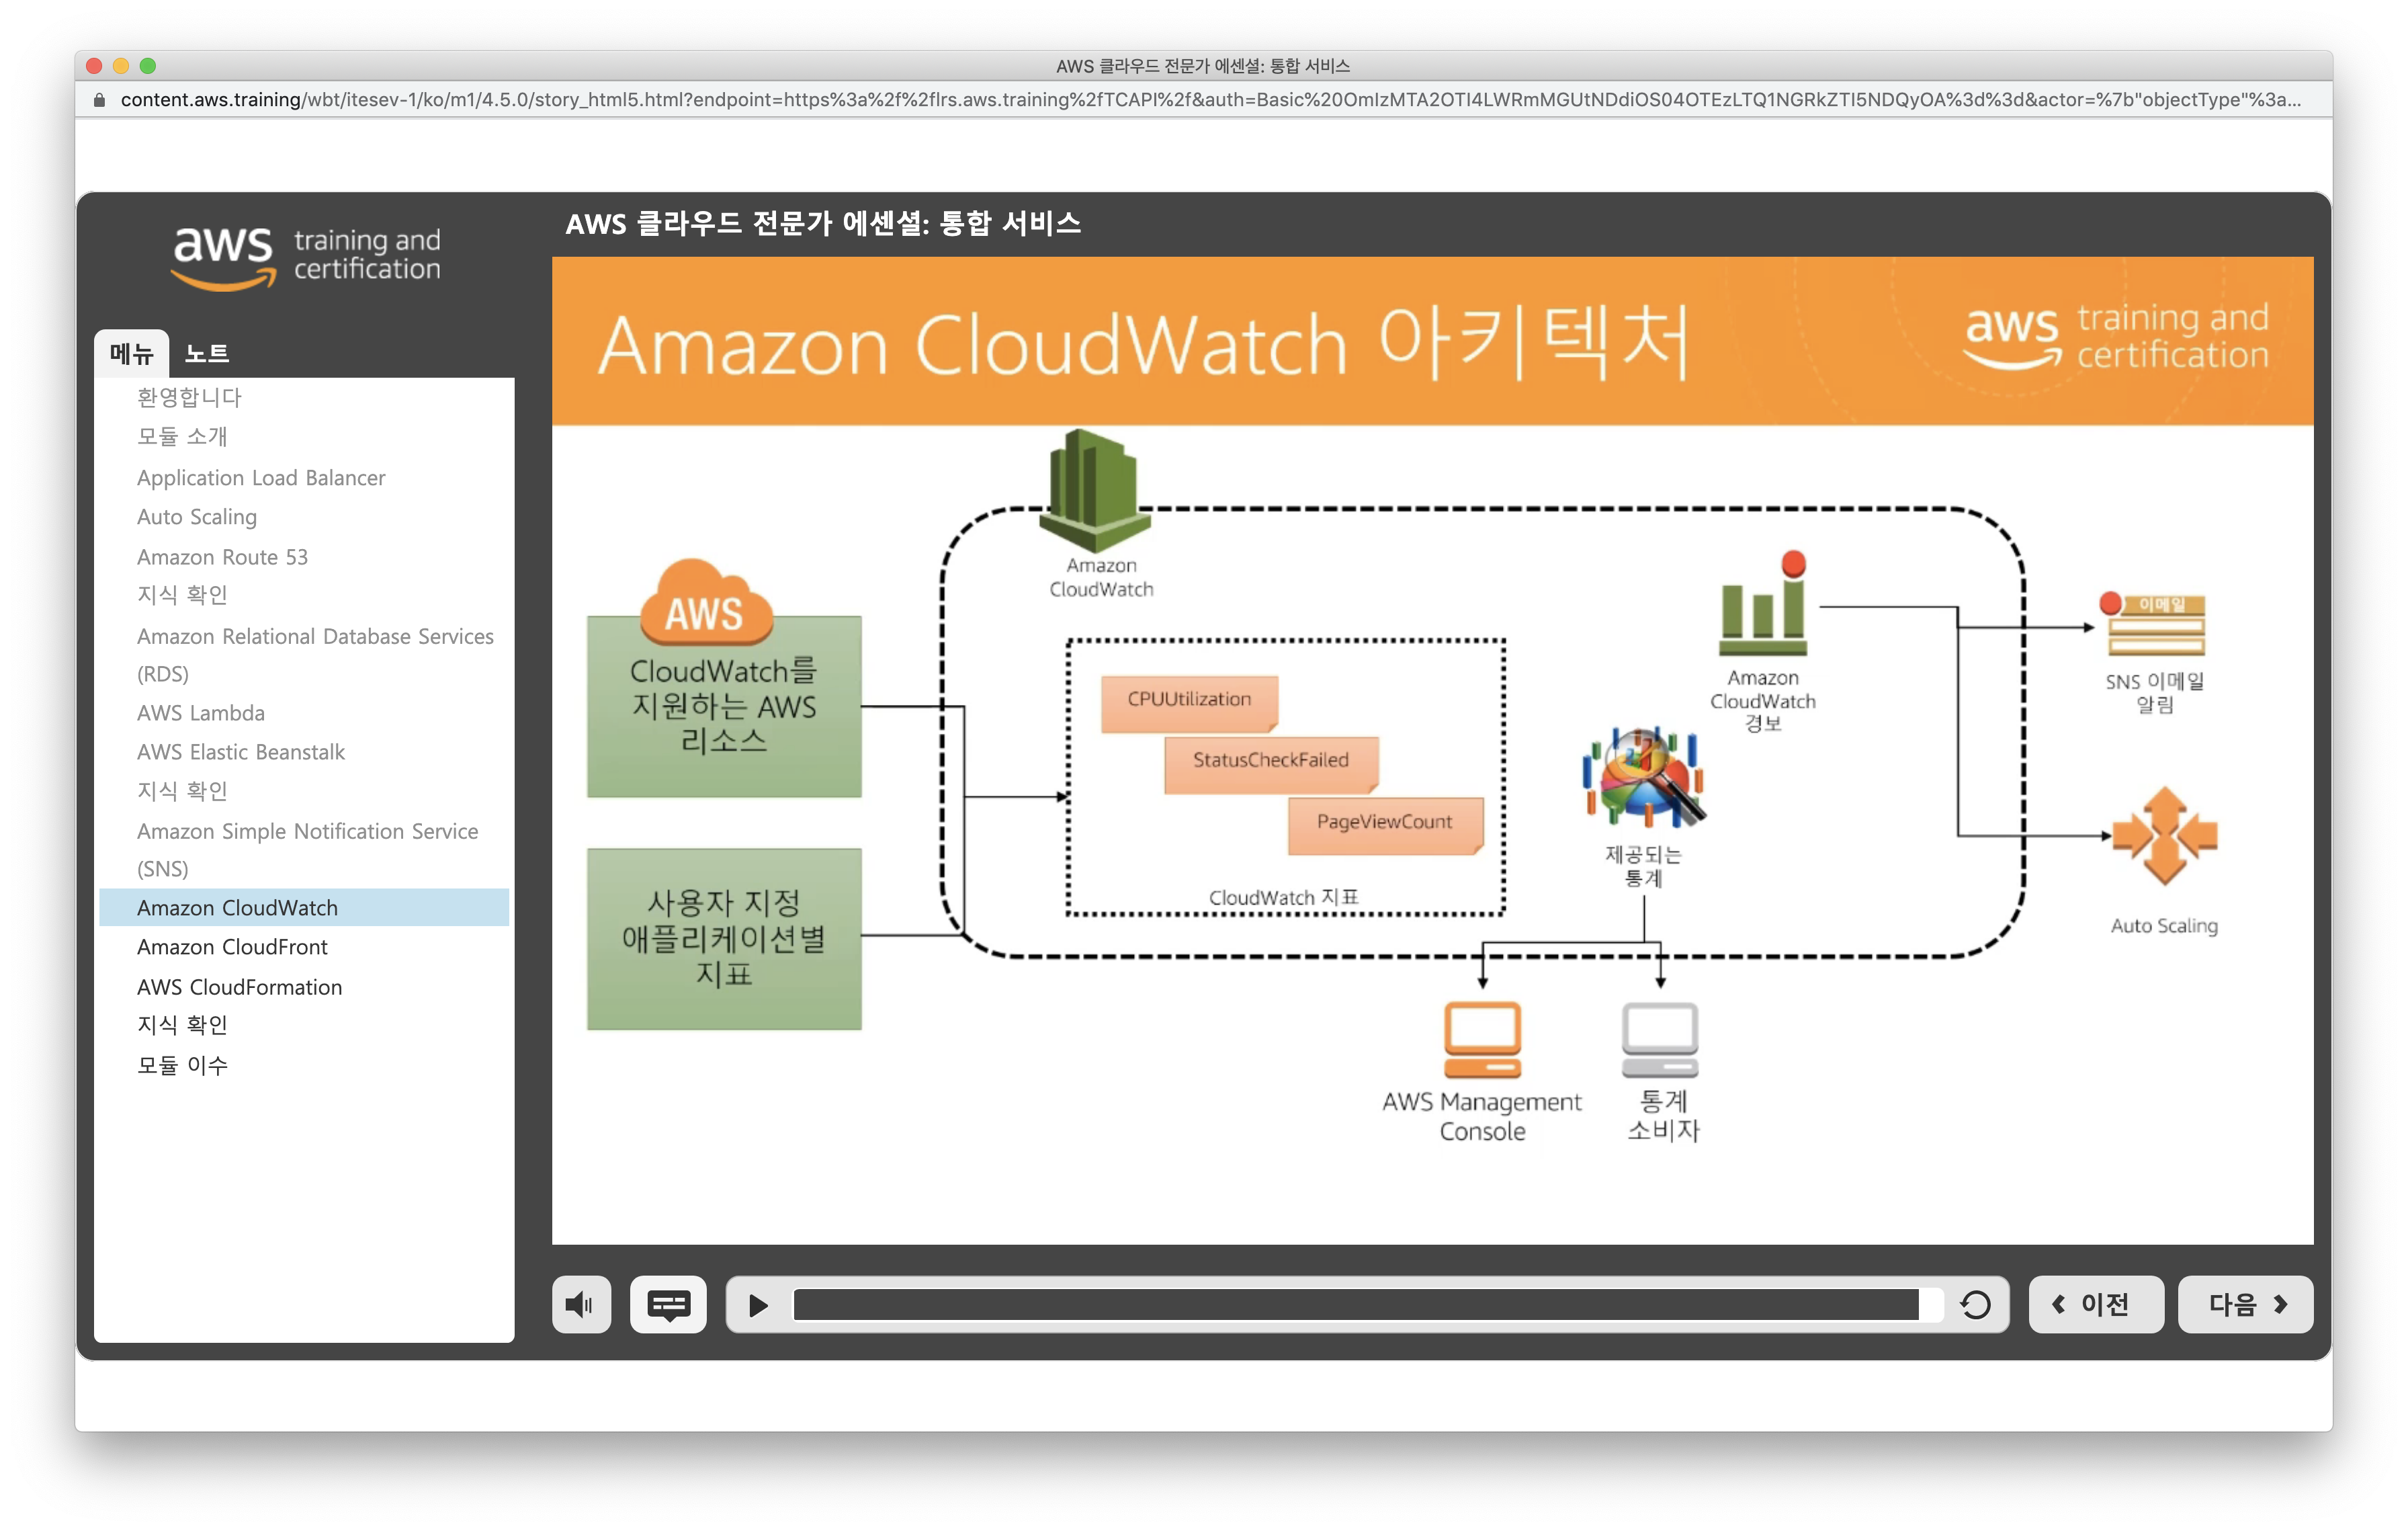 AWS 클라우드 전문가 에센셜: 통합 서비스
content.aws.training/wbt/itesev-1/ko/m1/4.5.0/story_html5.html?endpoint=https%3a%2f%2flrs.aws.training%2fTCAPI%2f&auth=Basic%20OmIzMTA2OTI4LWRmMGUtNDdiOS04OTEzLTQ1NGRkZTI5NDQyOA%3d%3d&actor=%7b"objectType"%3a...
aws training and
certification
AWS 클라우드 전문가 에센셜: 통합 서비스
메뉴 노트
환영합니다
모듈 소개
Application Load Balancer
Auto Scaling
Amazon Route 53
지식 확인
Amazon Relational Database Services
(RDS)
AWS Lambda
AWS Elastic Beanstalk
지식 확인
Amazon Simple Notification Service
(SNS)
Amazon CloudWatch
Amazon CloudFront
AWS CloudFormation
지식 확인
모듈 이수
Amazon CloudWatch 아키텍처
aws training and
certification
AWS
CloudWatch를
지원하는 AWS
리소스
사용자 지정
애플리케이션별
지표
Amazon
CloudWatch
CPUUtilization
StatusCheckFailed
PageViewCount
CloudWatch 지표
Amazon
CloudWatch
경보
제공되는
통계
이메일
SNS 이메일
알림
Auto Scaling
AWS Management
Console
통계
소비자
이전
다음